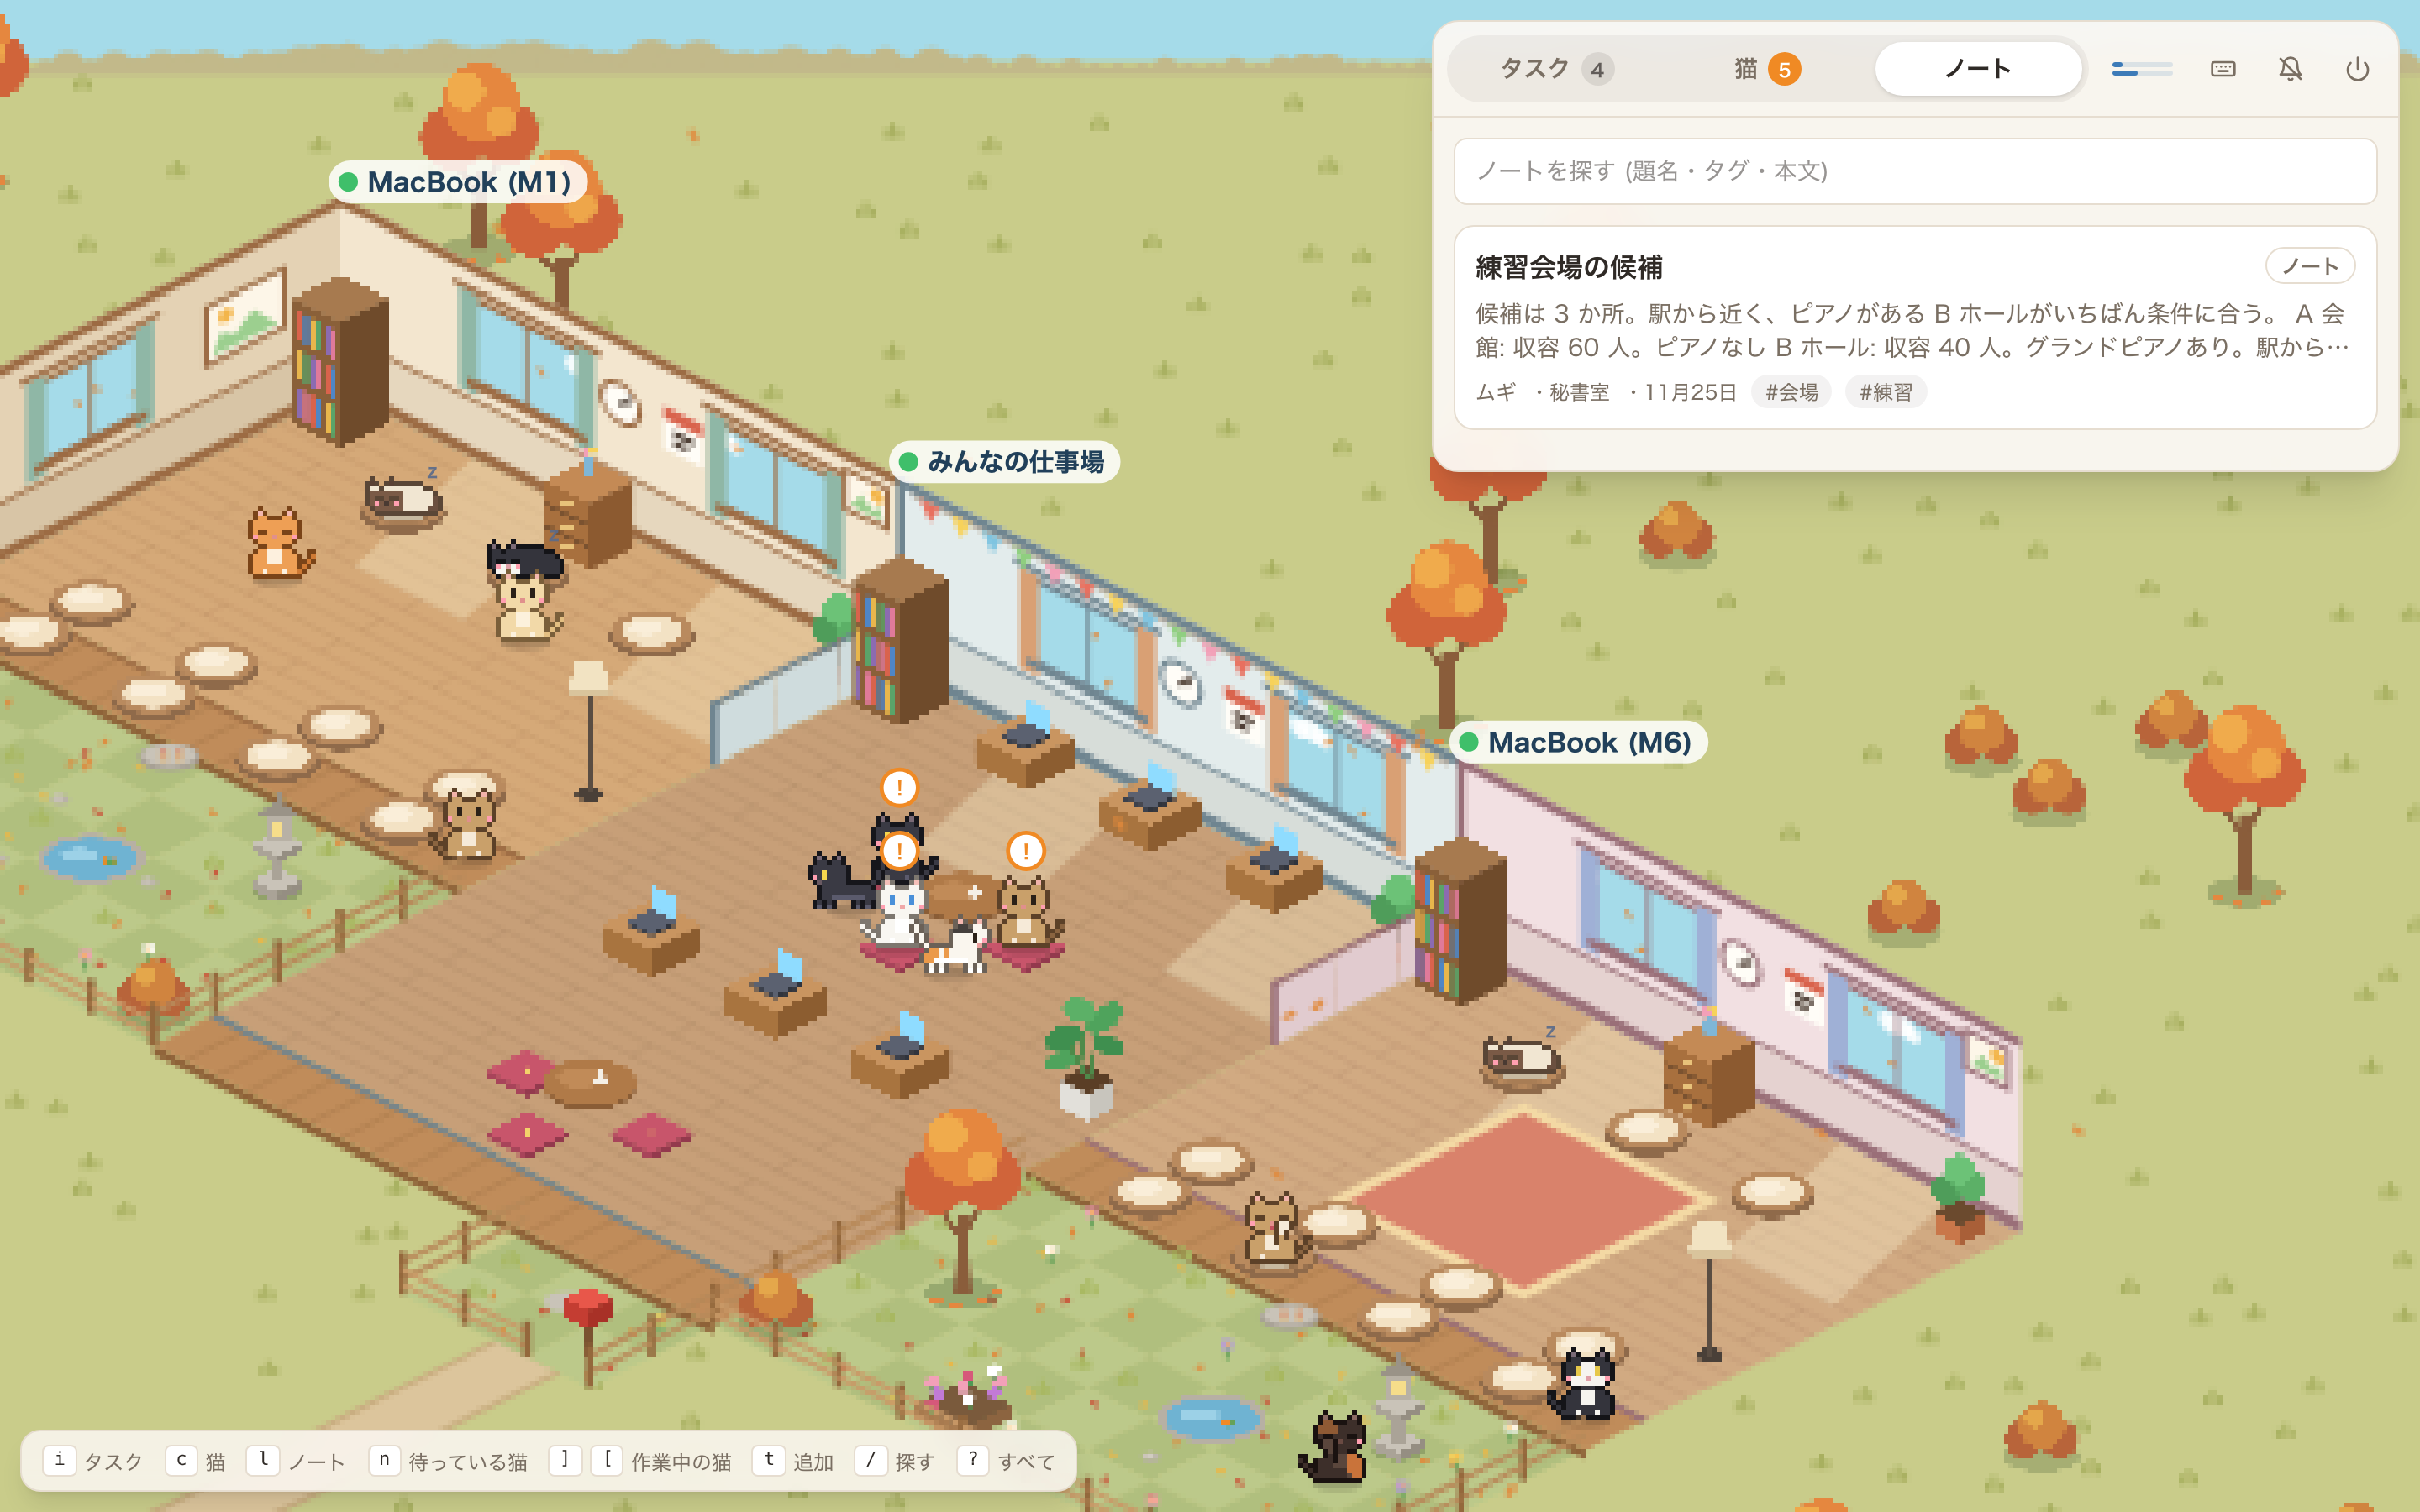 タスク 4
猫 5
ノート
ノートを探す (題名・タグ・本文)
練習会場の候補
ノート
候補は 3 か所。駅から近く、ピアノがある B ホールがいちばん条件に合う。 A 会
館: 収容 60 人。ピアノなし B ホール: 収容 40 人。グランドピアノあり。駅から…
ムギ ・秘書室 ・11月25日 #会場 #練習
MacBook (M1)
z
z
みんなの仕事場
MacBook (M6)
!
!
!
z
i タスク c 猫 l ノート n 待っている猫 ] [ 作業中の猫 t 追加 / 探す ? すべて